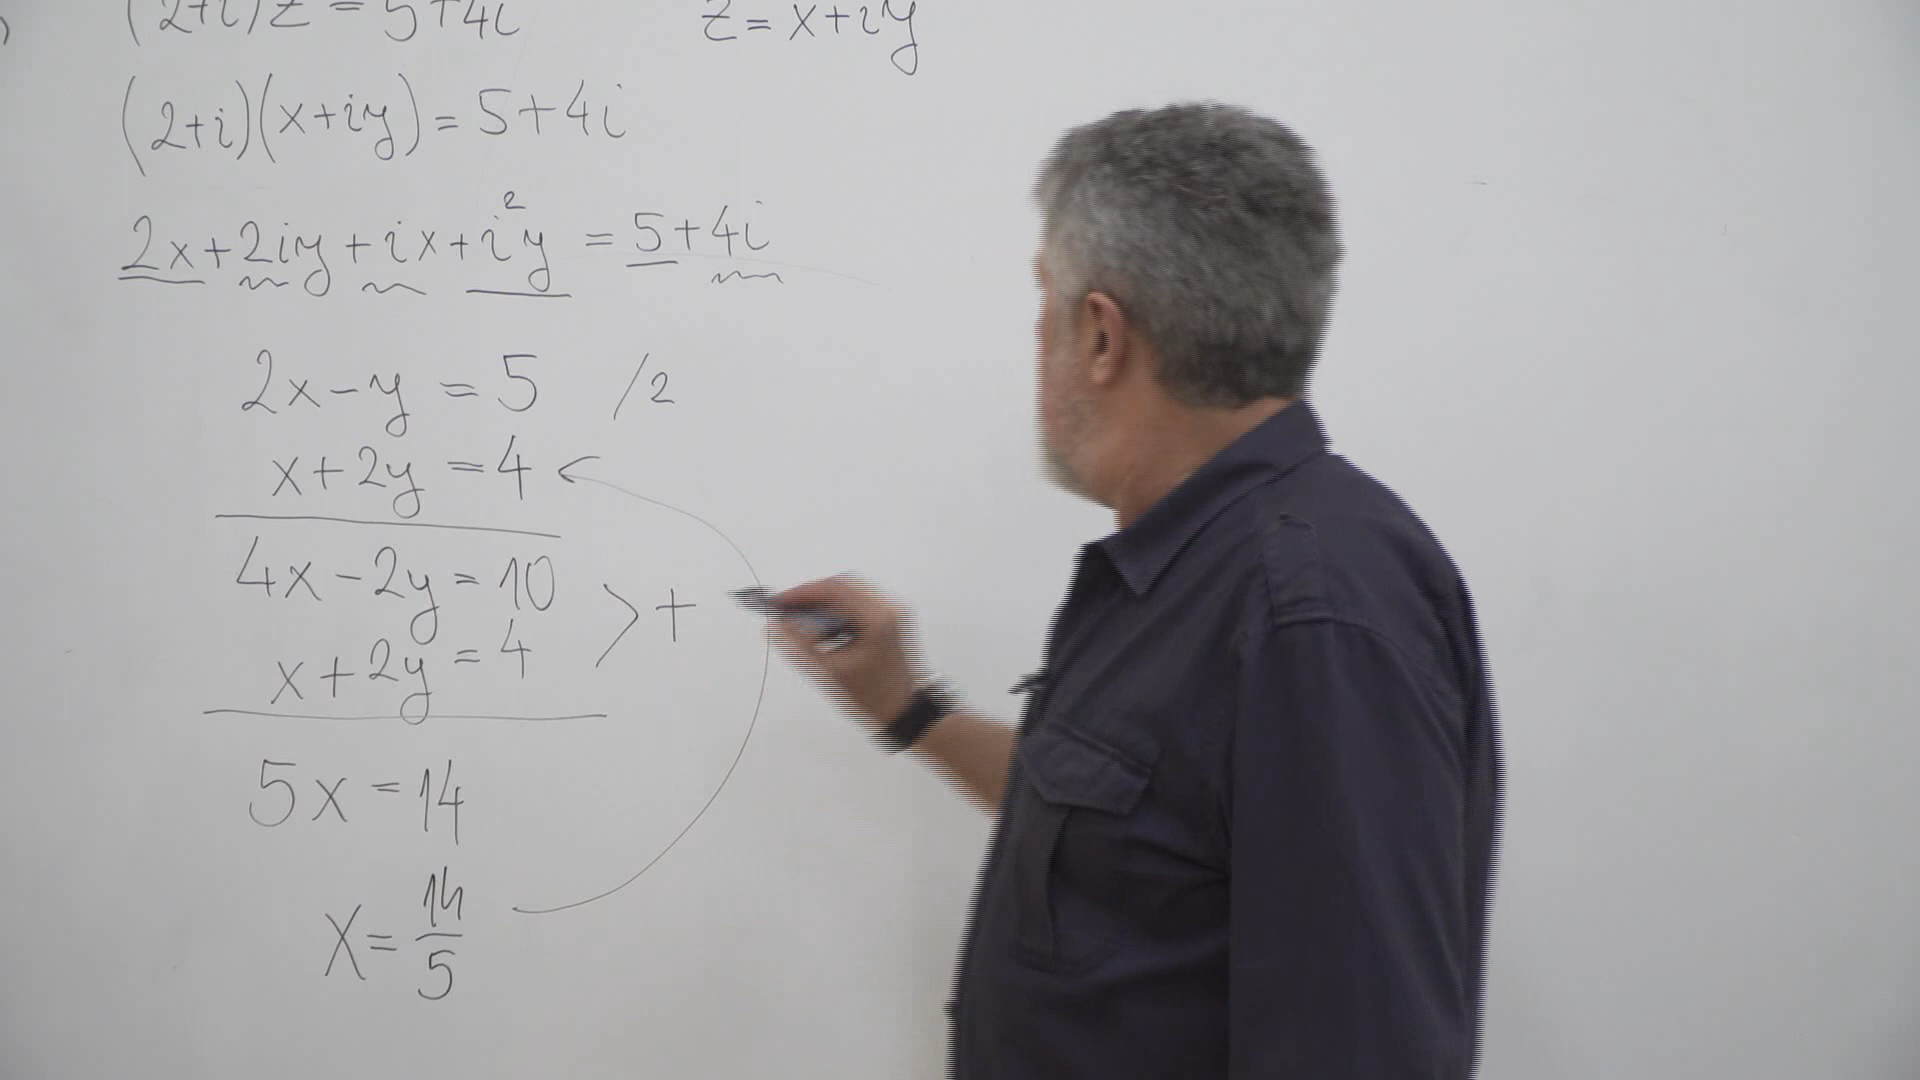 (2+i)z = 5+4i z = x+iy
(2+i)(x+iy) = 5+4i
2x+2iy+ix+i²y = 5+4i
2x-y = 5 /2
x+2y = 4
4x-2y = 10
x+2y = 4 > +
5x = 14
x = 14/5